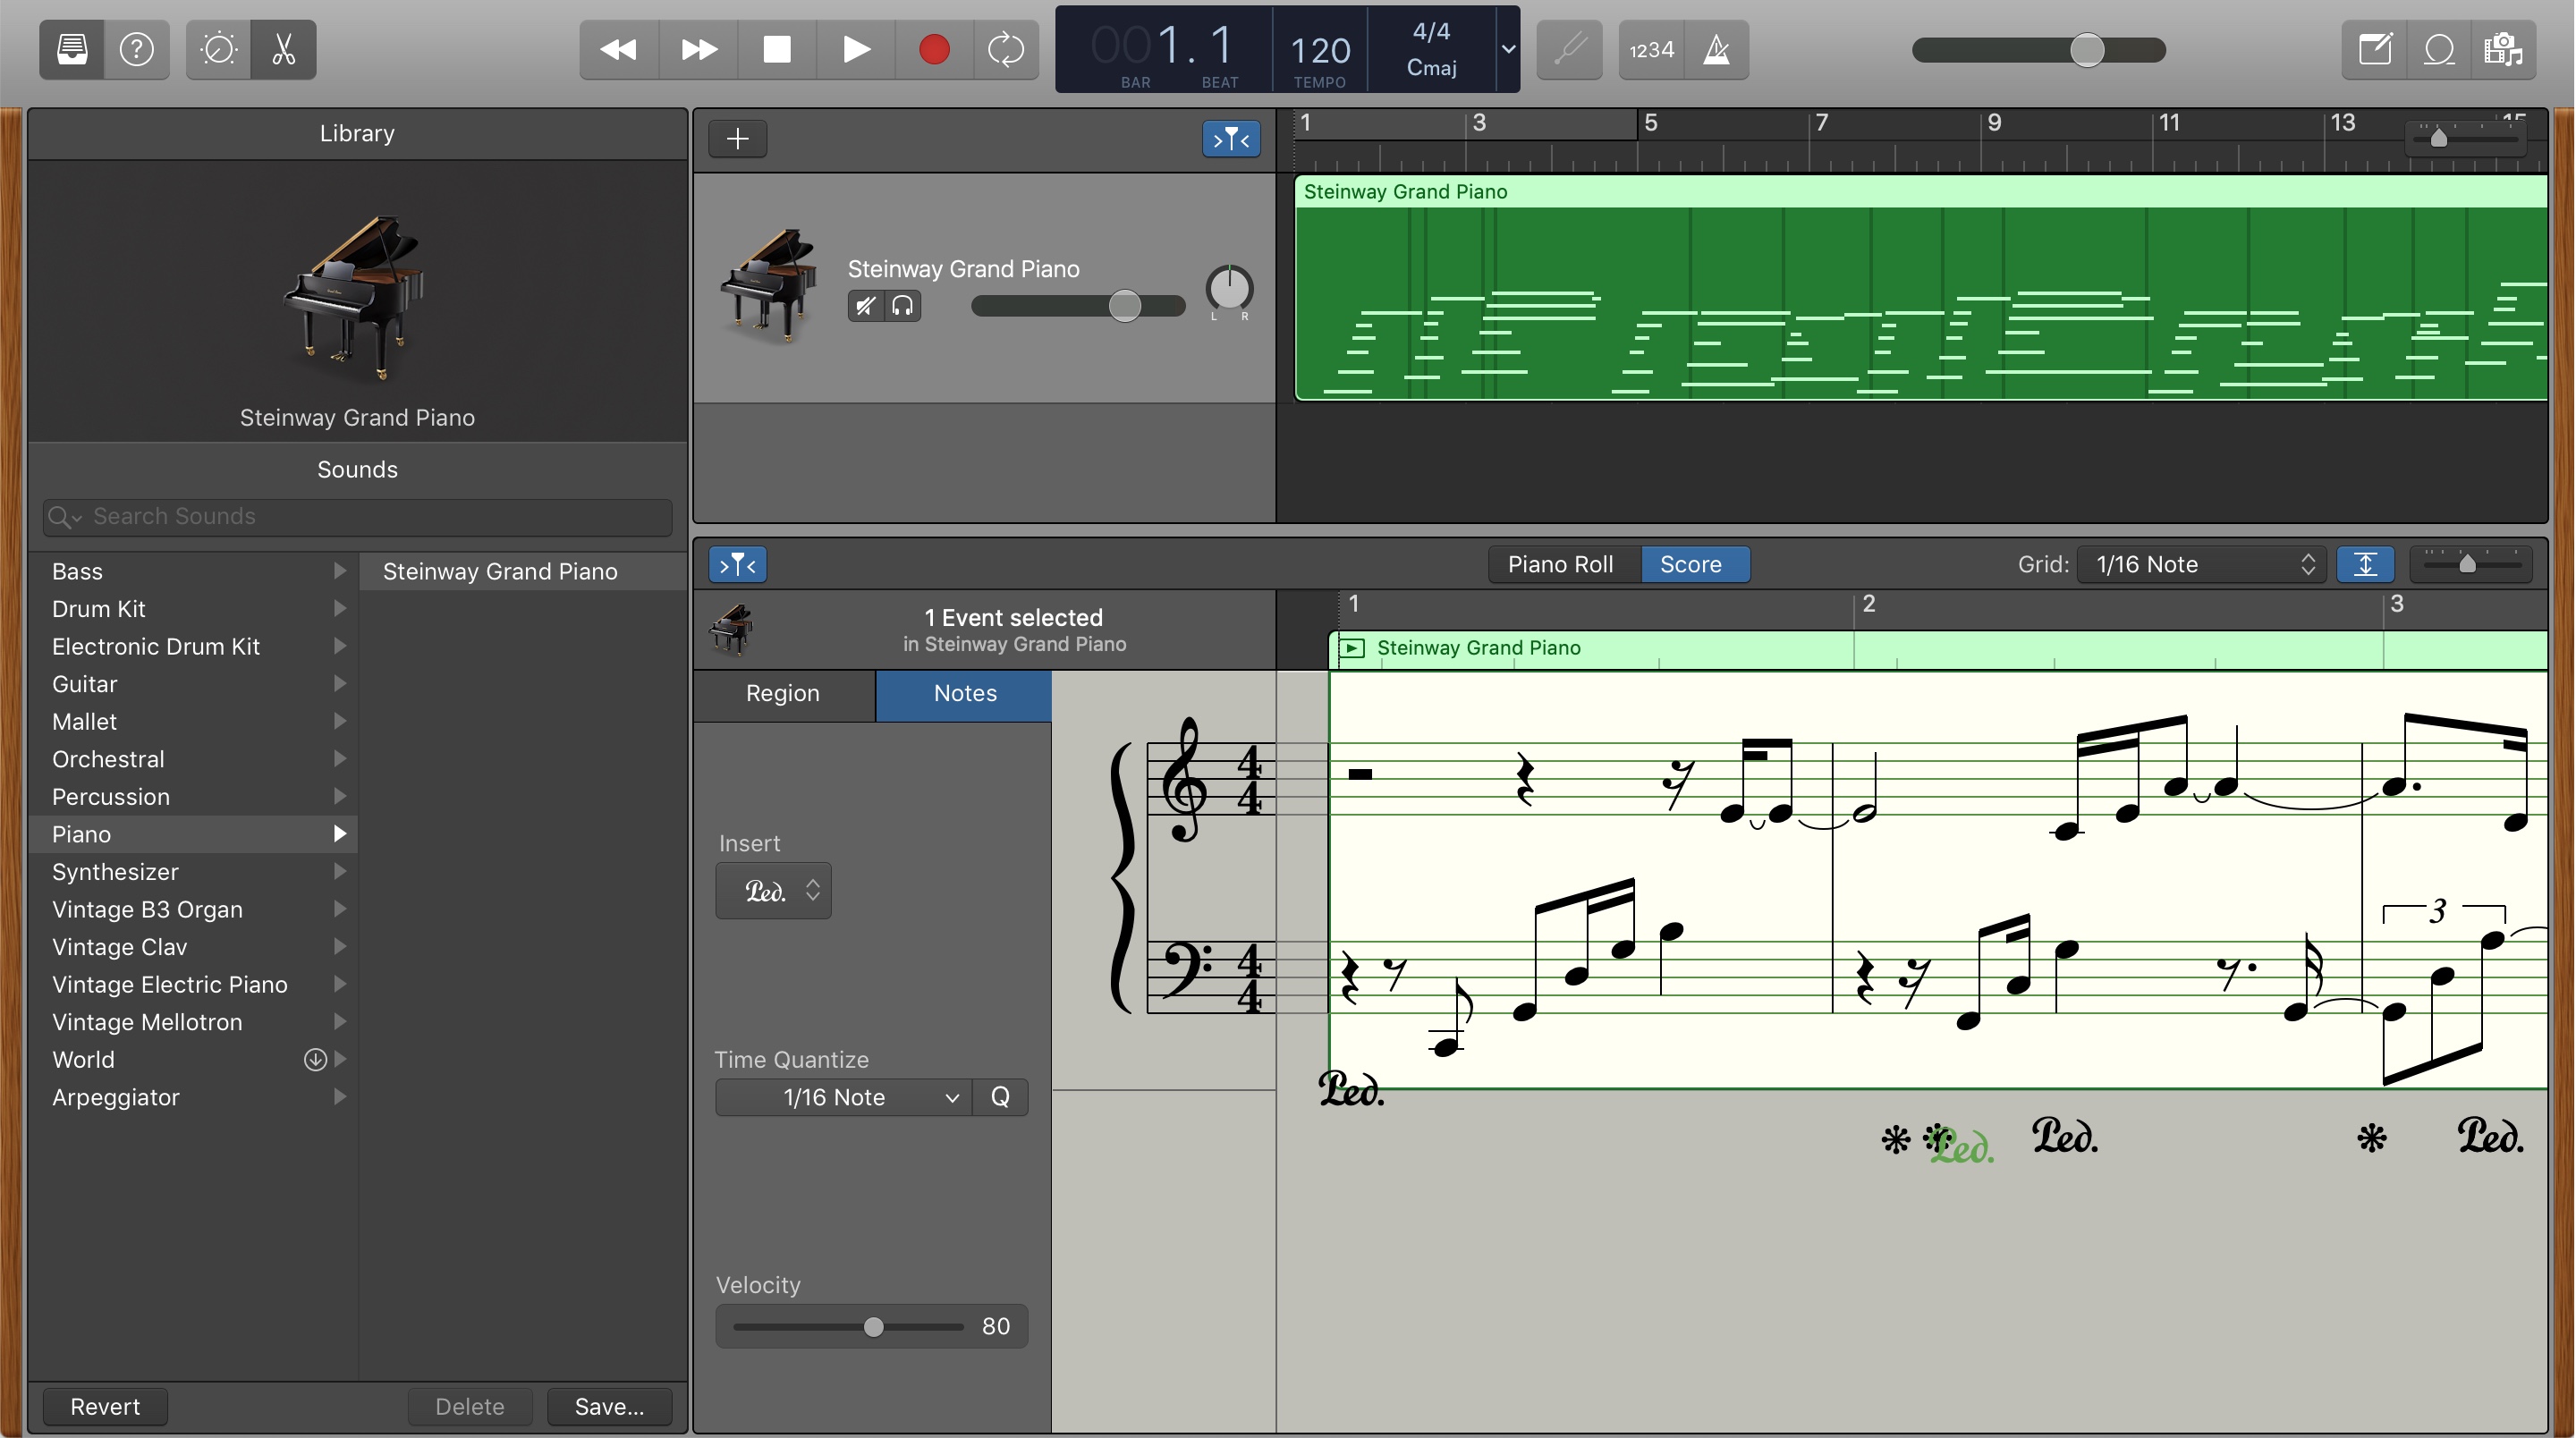 1234
001.1
BAR
BEAT
120
TEMPO
4/4
Cmaj
Library
Steinway Grand Piano
Sounds
Search Sounds
Bass
Drum Kit
Electronic Drum Kit
Guitar
Mallet
Orchestral
Percussion
Piano
Synthesizer
Vintage B3 Organ
Vintage Clav
Vintage Electric Piano
Vintage Mellotron
World
Arpeggiator
Steinway Grand Piano
Revert
Delete
Save...
1 3 5 7 9 11 13 15
Steinway Grand Piano
L R
Steinway Grand Piano
Piano Roll
Score
Grid: 1/16 Note
1 Event selected
in Steinway Grand Piano
1 2 3
Steinway Grand Piano
Region
Notes
Insert
Ped.
Time Quantize
1/16 Note
Q
Velocity
80
4
4
3
4
4
Ped.
* * Ped. Ped. * Ped.